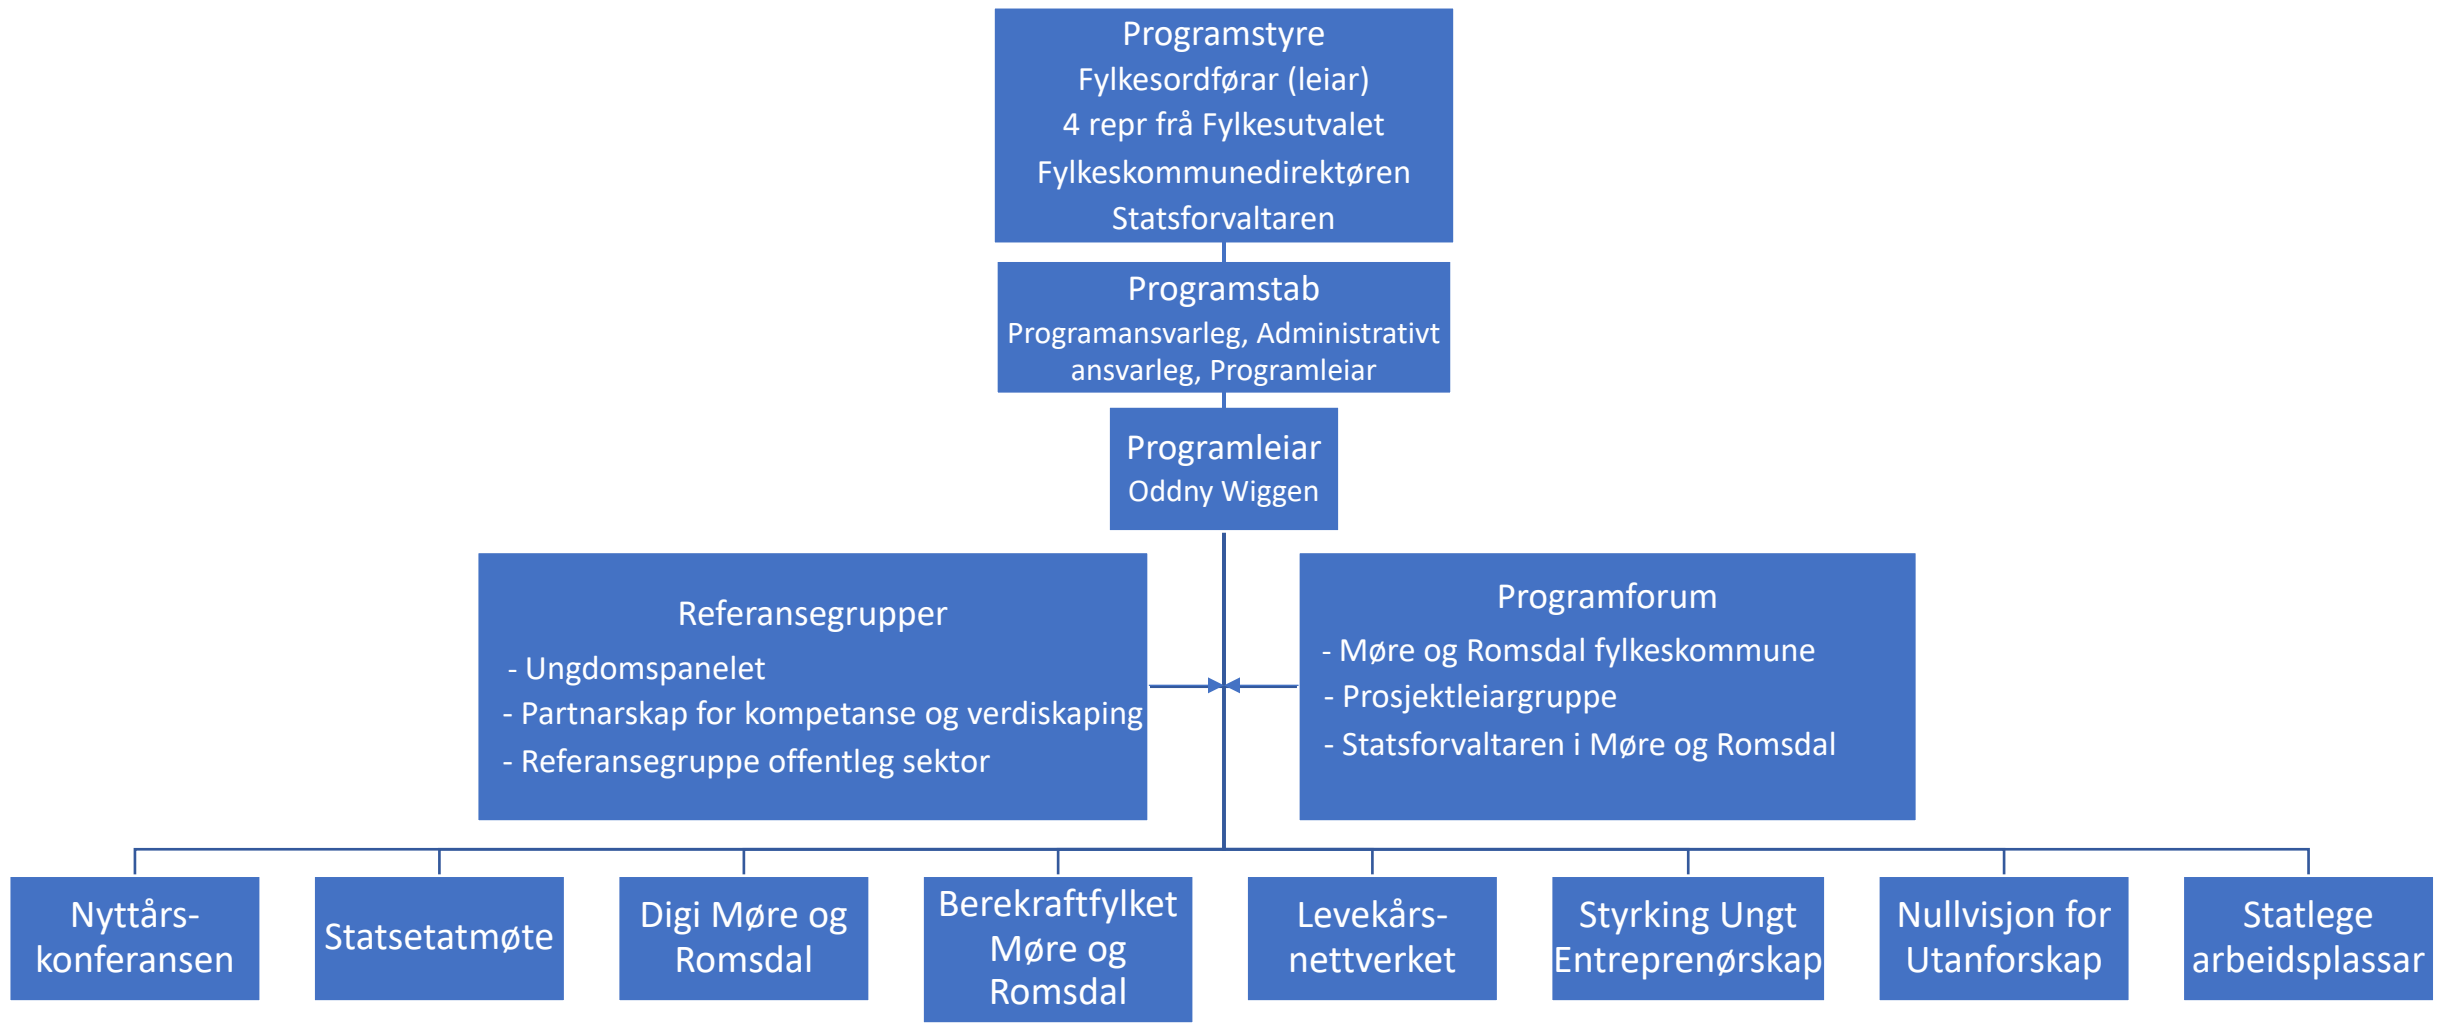 Programstyre
Fylkesordførar (leiar)
4 repr frå Fylkesutvalet
Fylkeskommunedirektøren
Statsforvaltaren
Programstab
Programansvarleg, Administrativt
ansvarleg, Programleiar
Programleiar
Oddny Wiggen
Referansegrupper
- Ungdomspanelet
- Partnarskap for kompetanse og verdiskaping
- Referansegruppe offentleg sektor
Programforum
- Møre og Romsdal fylkeskommune
- Prosjektleiargruppe
- Statsforvaltaren i Møre og Romsdal
Nyttårs-
konferansen
Statsetatmøte
Digi Møre og
Romsdal
Berekraftfylket
Møre og
Romsdal
Levekårs-
nettverket
Styrking Ungt
Entreprenørskap
Nullvisjon for
Utanforskap
Statlege
arbeidsplassar